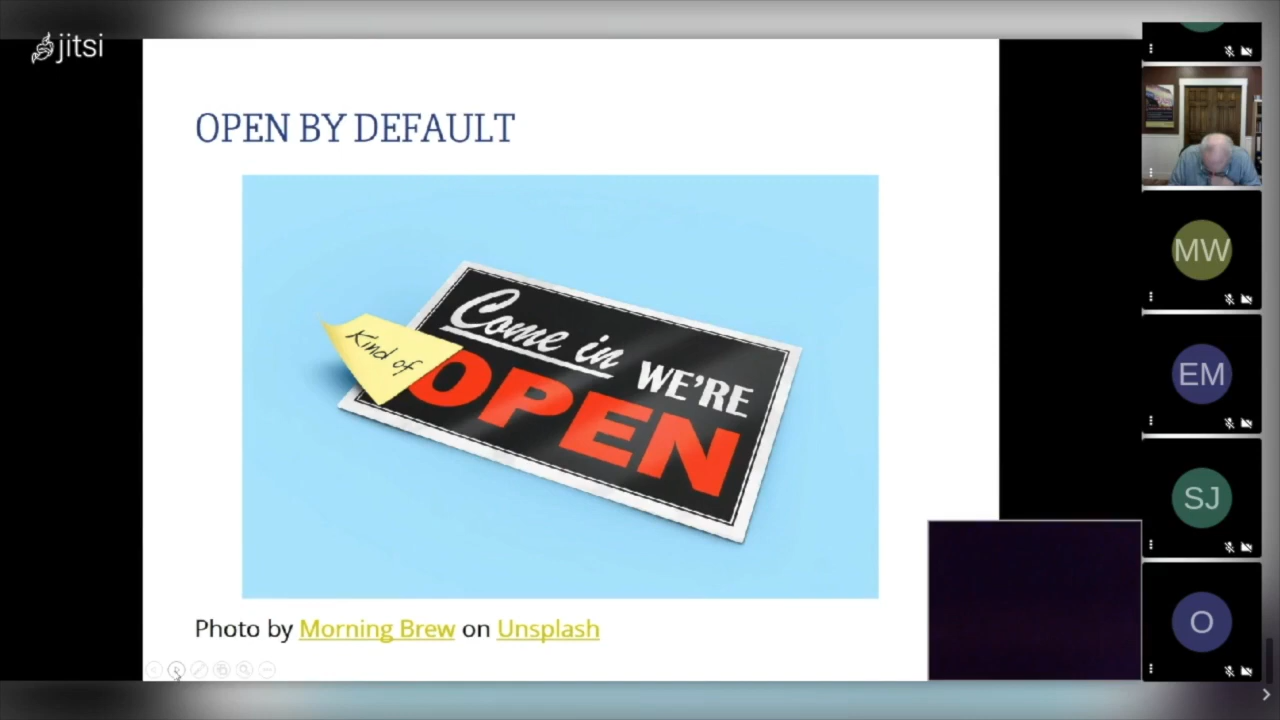 jitsi
OPEN BY DEFAULT
Kind of
Come in WE'RE
OPEN
Photo by Morning Brew on Unsplash
MW
EM
SJ
O